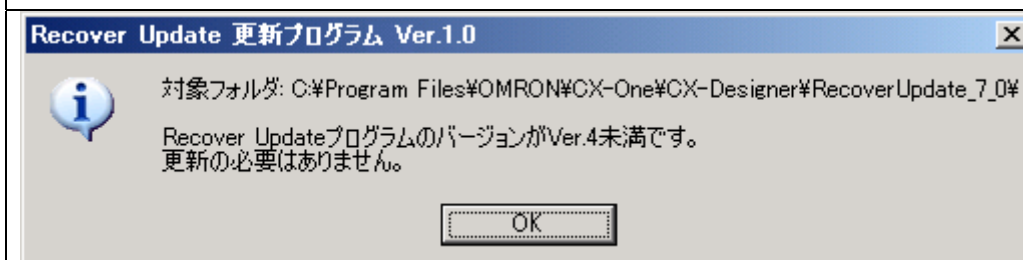 Recover Update 更新プログラム Ver.1.0
対象フォルダ: C:¥Program Files¥OMRON¥CX-One¥CX-Designer¥RecoverUpdate_7_0¥
Recover UpdateプログラムのバージョンがVer.4未満です。
更新の必要はありません。
OK